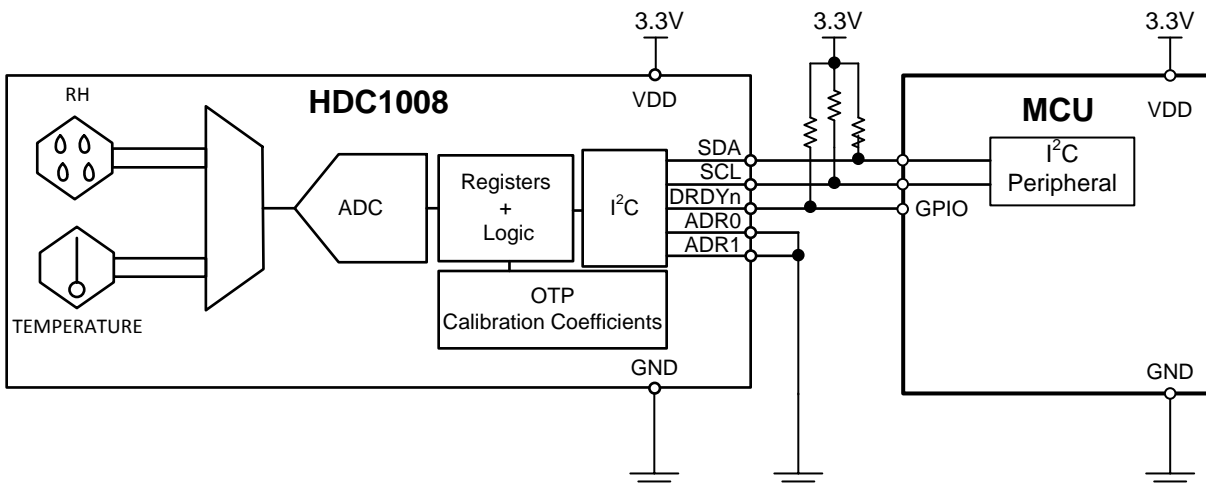 3.3V
3.3V
3.3V
RH
HDC1008
VDD
MCU
VDD
SDA
SCL
DRDYn
ADR0
ADR1
I²C
Peripheral
GPIO
ADC
Registers
+
Logic
I²C
TEMPERATURE
OTP
Calibration Coefficients
GND
GND